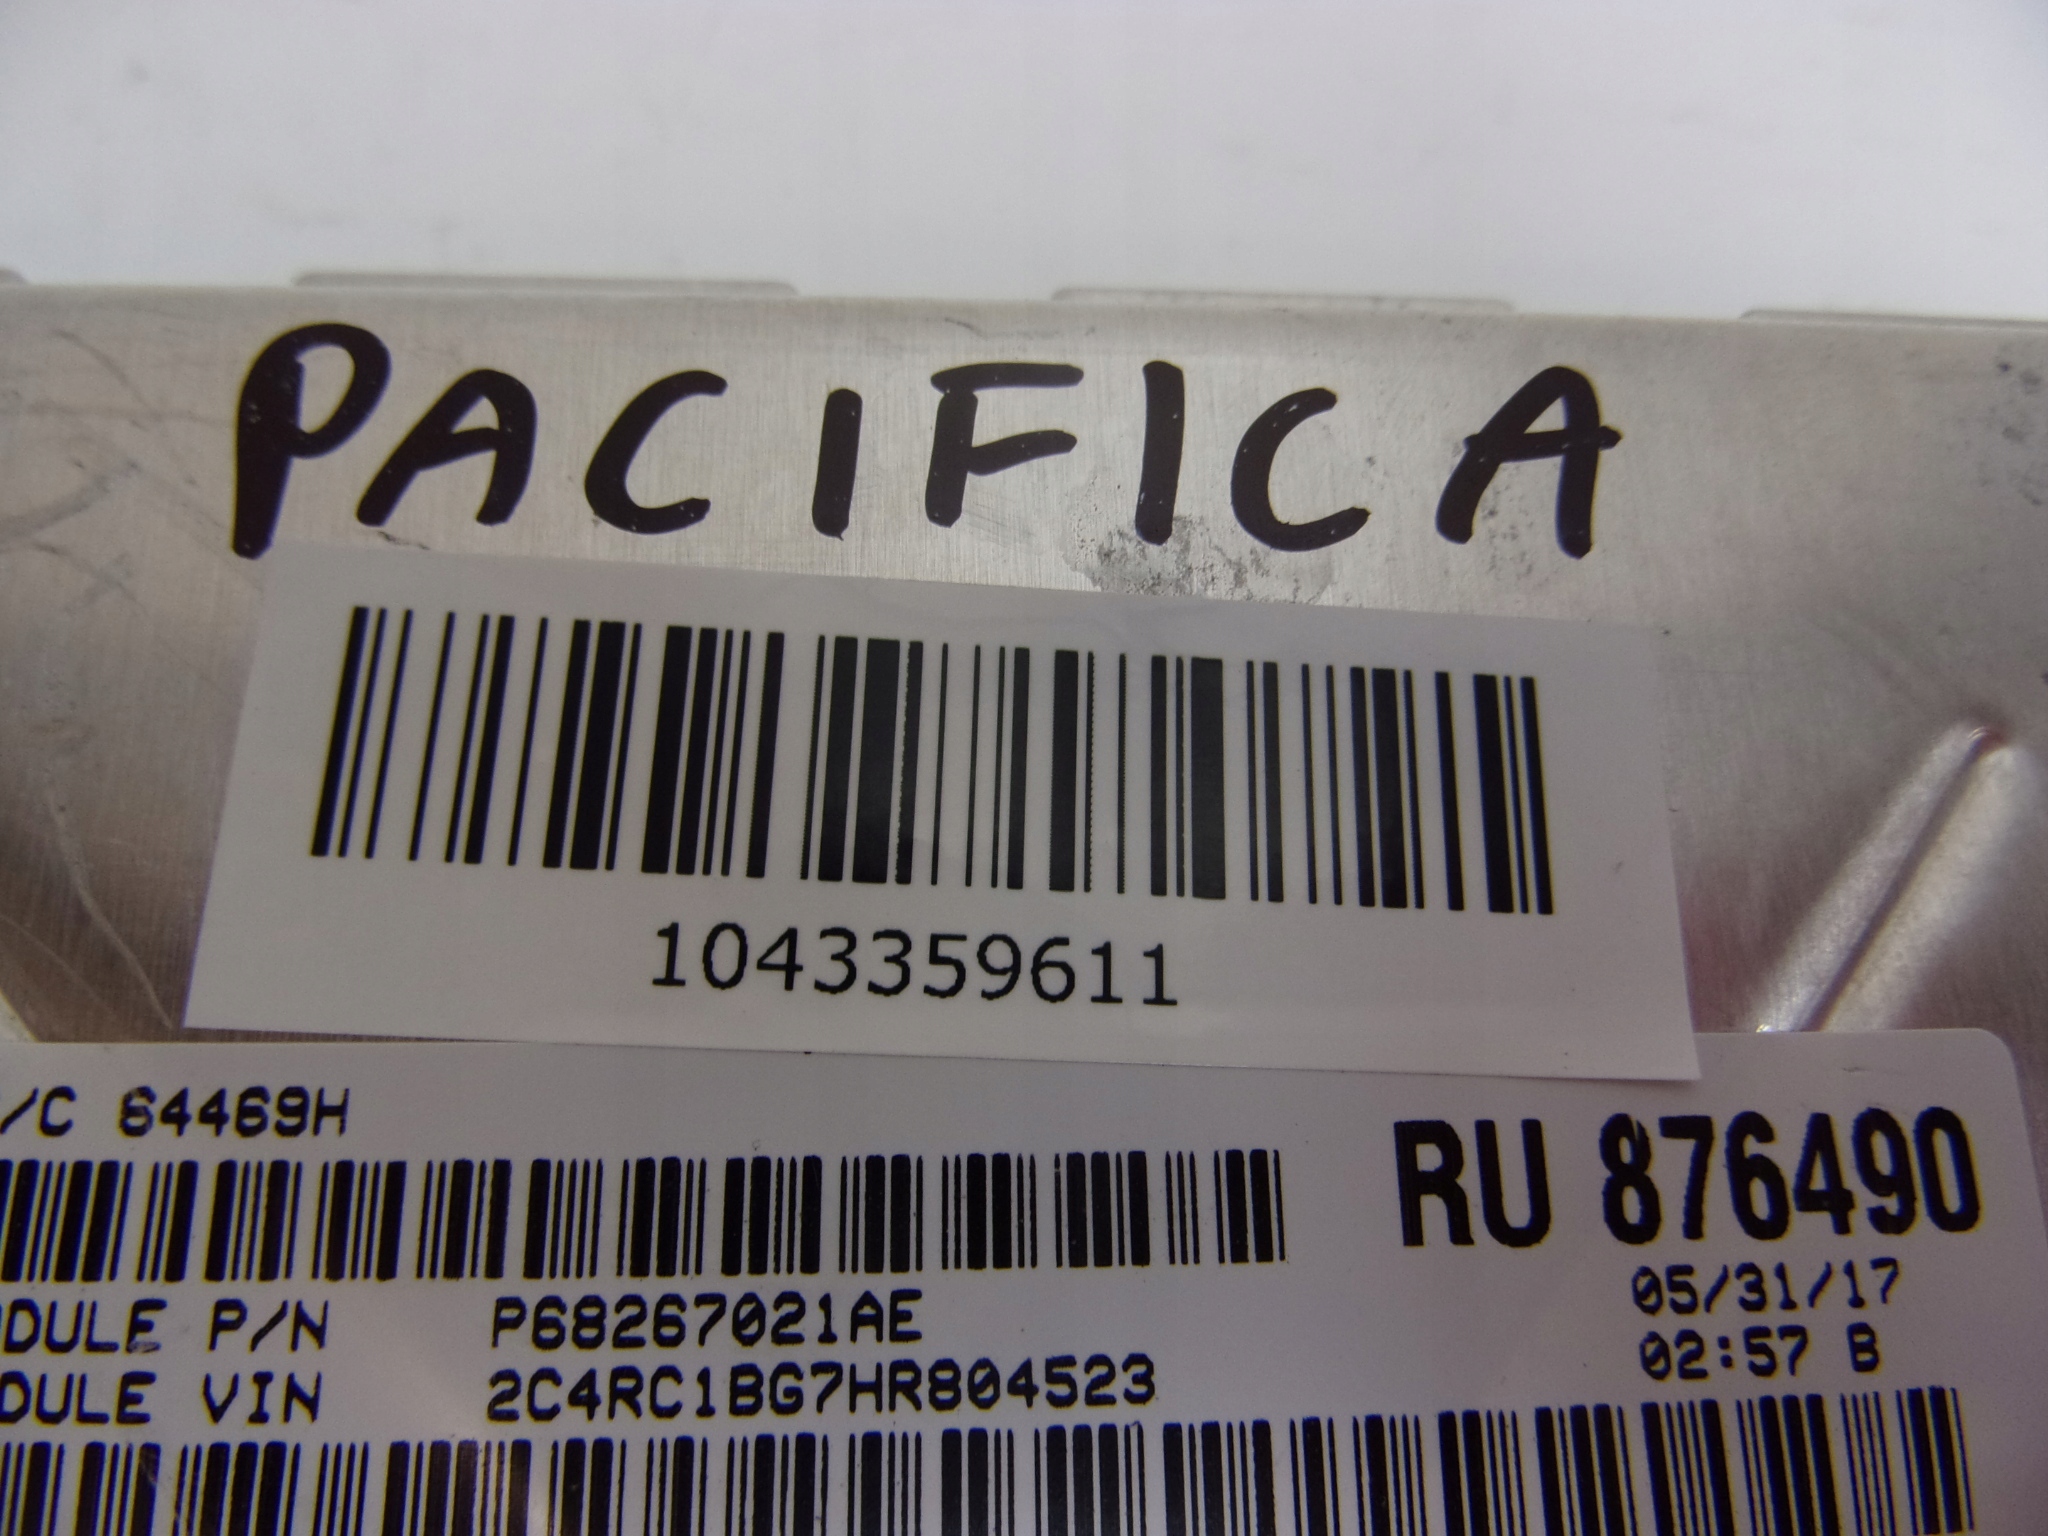 PACIFICA
1043359611
/C 64469H
RU 876490
05/31/17
02:57 B
DULE P/N P68267021AE
DULE VIN 2C4RC1BG7HR804523